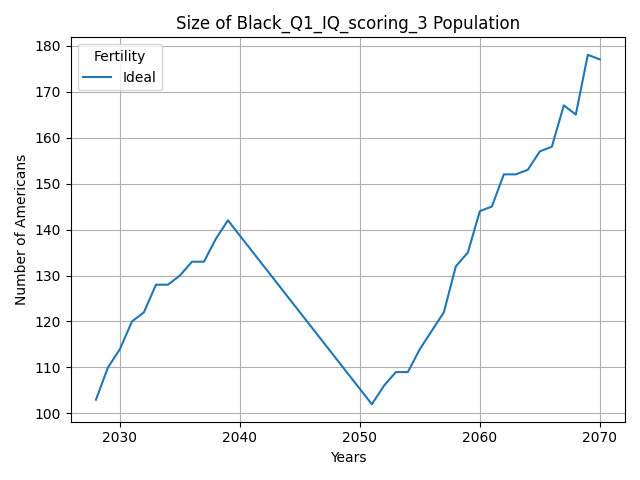 Size of Black_Q1_IQ_scoring_3 Population
Fertility
Ideal
Number of Americans
180
170
160
150
140
130
120
110
100
2030 2040 2050 2060 2070
Years